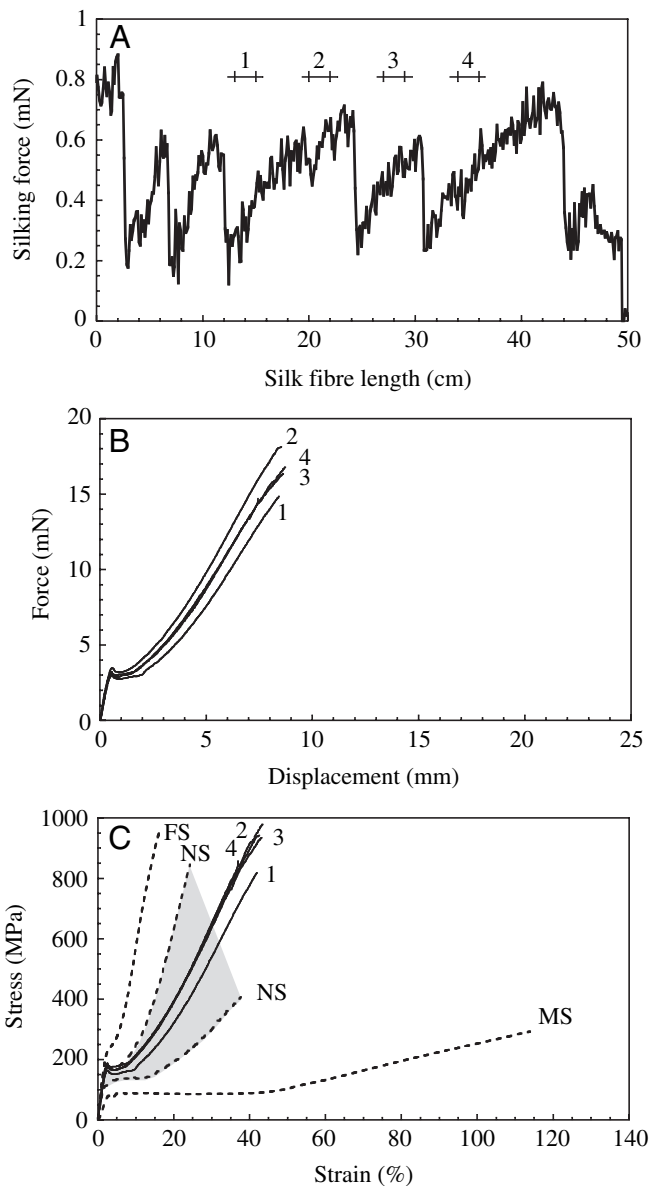 A
1
0.8
0.6
0.4
0.2
0
Silking force (mN)
1 2 3 4
0 10 20 30 40 50
Silk fibre length (cm)
B
20
15
10
5
0
Force (mN)
2
4
3
1
0 5 10 15 20 25
Displacement (mm)
C
1000
800
600
400
200
0
Stress (MPa)
FS
NS
2
4
3
1
NS
MS
0 20 40 60 80 100 120 140
Strain (%)